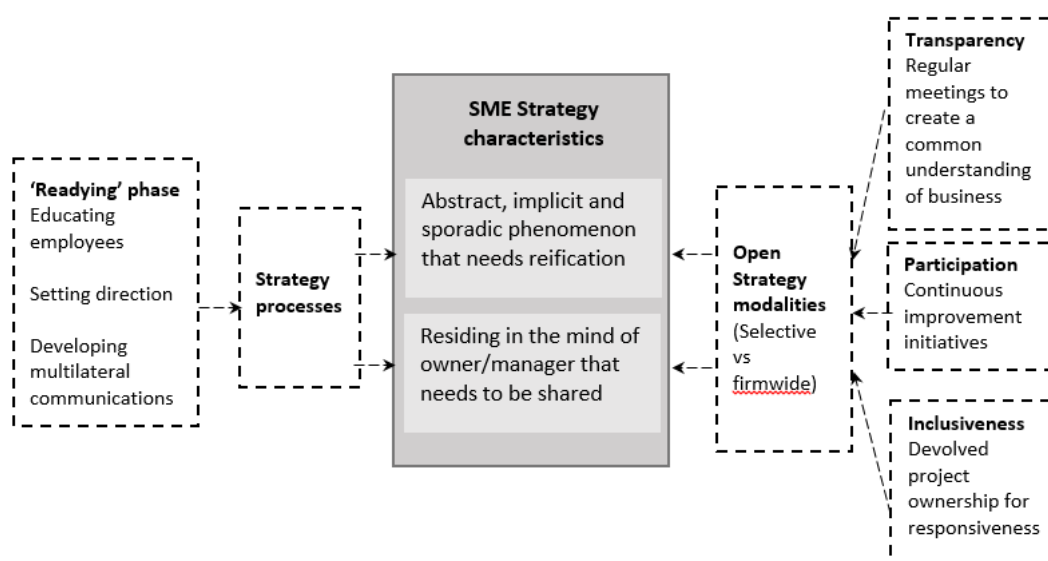 ‘Readying’ phase
Educating
employees
Setting direction
Developing
multilateral
communications
Strategy
processes
SME Strategy
characteristics
Abstract, implicit and
sporadic phenomenon
that needs reification
Residing in the mind of
owner/manager that
needs to be shared
Open
Strategy
modalities
(Selective
vs
firmwide)
Transparency
Regular
meetings to
create a
common
understanding
of business
Participation
Continuous
improvement
initiatives
Inclusiveness
Devolved
project
ownership for
responsiveness